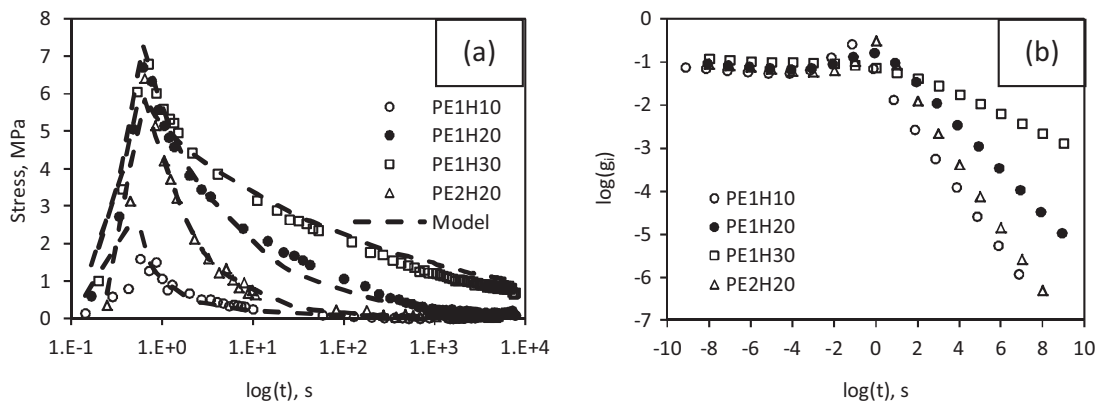 (a)
Stress, MPa
8
7
6
5
4
3
2
1
0
PE1H10
PE1H20
PE1H30
PE2H20
Model
1.E-1 1.E+0 1.E+1 1.E+2 1.E+3 1.E+4
log(t), s
(b)
log(gi)
0
-1
-2
-3
-4
-5
-6
-7
PE1H10
PE1H20
PE1H30
PE2H20
-10 -8 -6 -4 -2 0 2 4 6 8 10
log(t), s